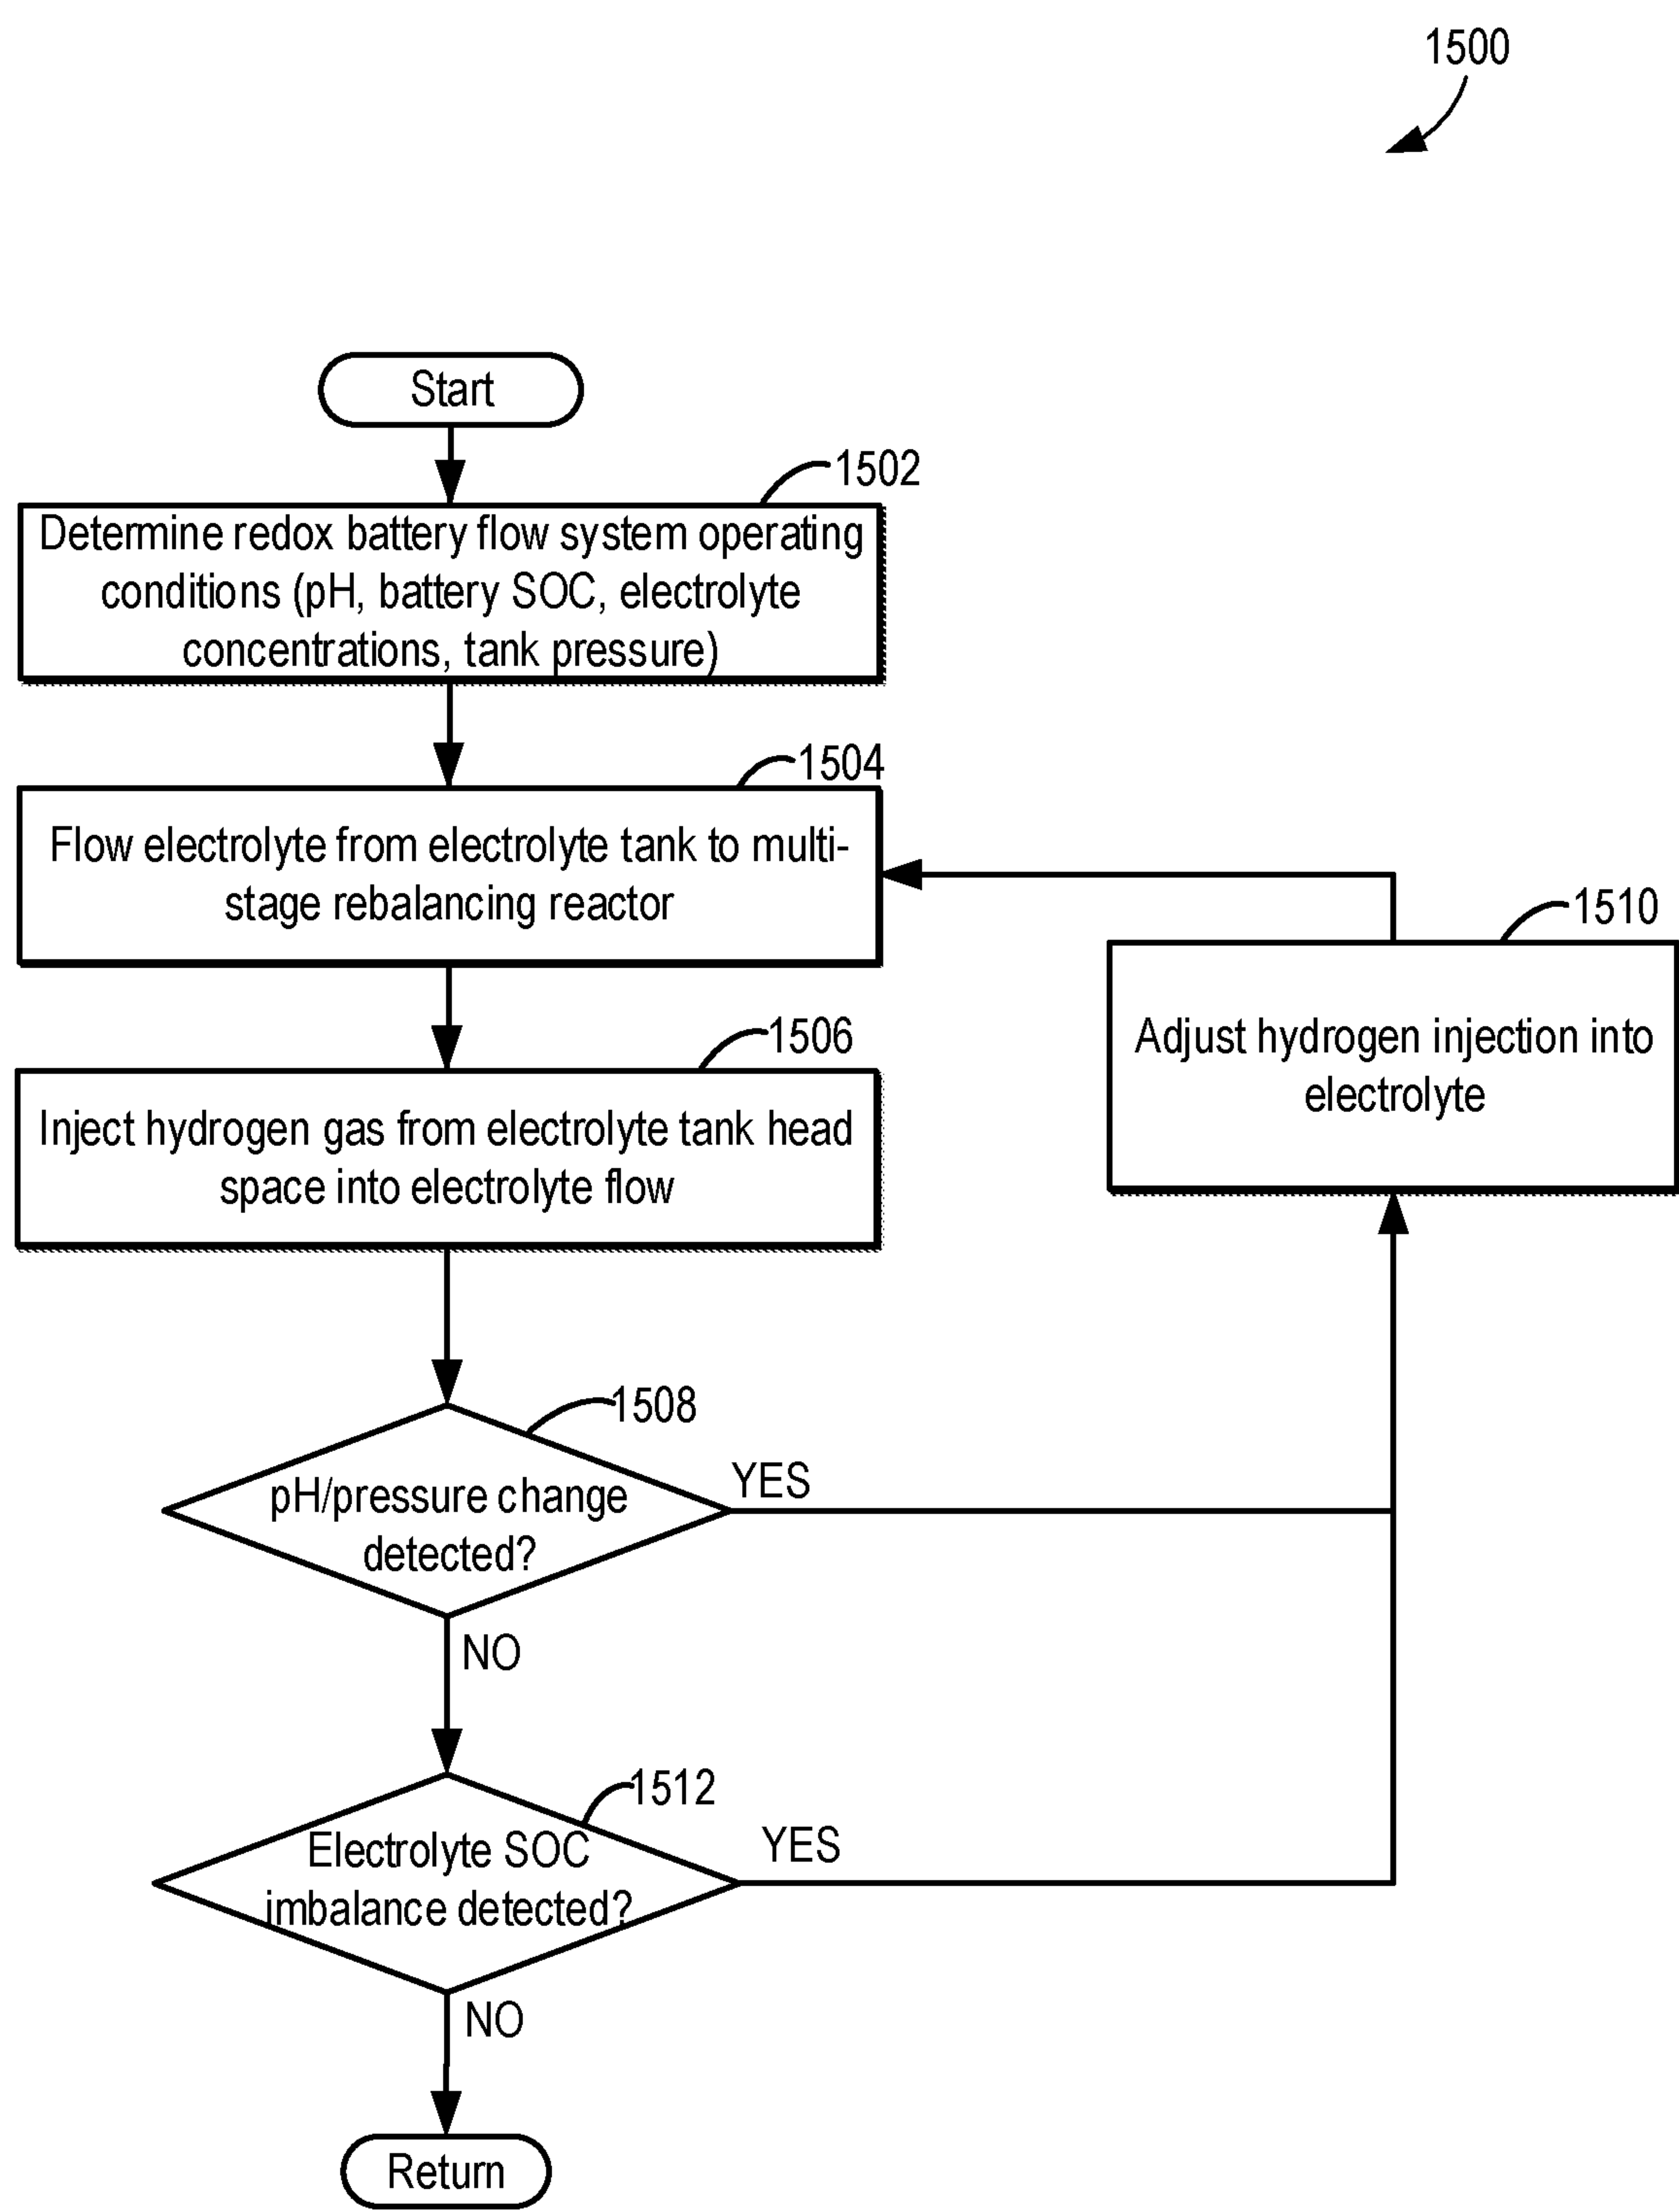 1500
Start
1502
Determine redox battery flow system operating
conditions (pH, battery SOC, electrolyte
concentrations, tank pressure)
1504
Flow electrolyte from electrolyte tank to multi-
stage rebalancing reactor
1510
Adjust hydrogen injection into
electrolyte
1506
Inject hydrogen gas from electrolyte tank head
space into electrolyte flow
1508
pH/pressure change
detected?
YES
NO
1512
Electrolyte SOC
imbalance detected?
YES
NO
Return